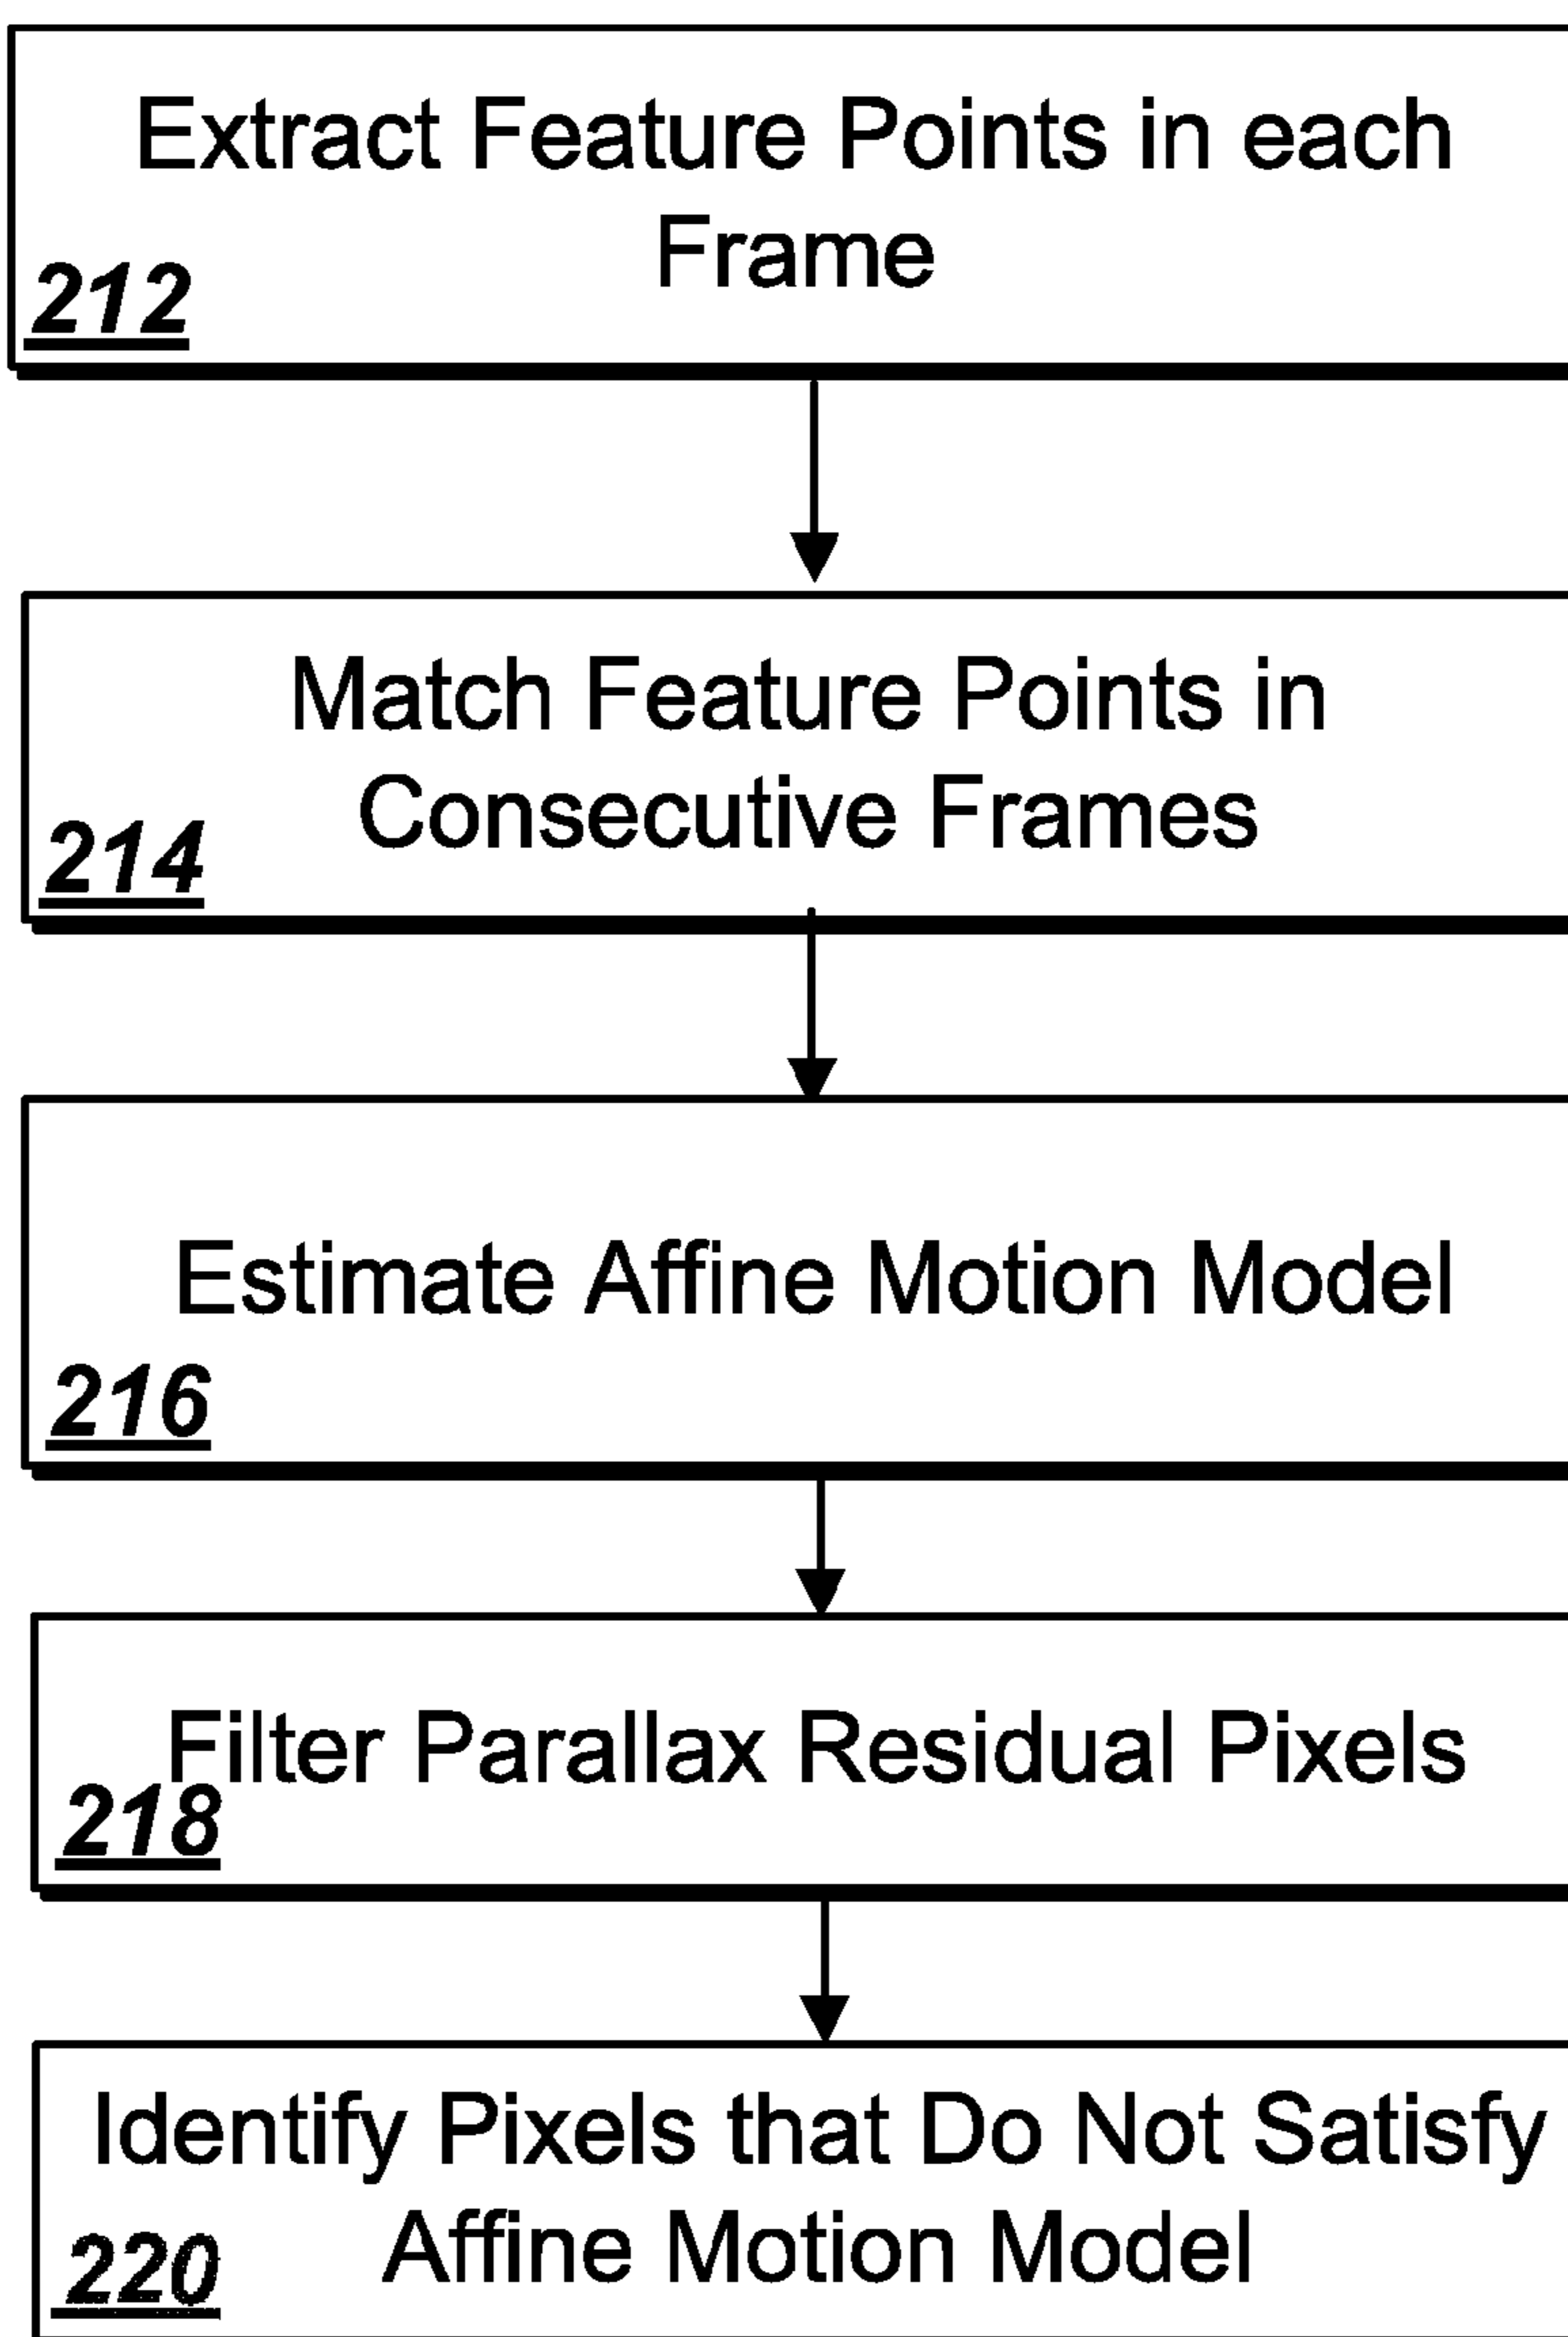 Extract Feature Points in each
Frame
212
Match Feature Points in
Consecutive Frames
214
Estimate Affine Motion Model
216
Filter Parallax Residual Pixels
218
Identify Pixels that Do Not Satisfy
Affine Motion Model
220